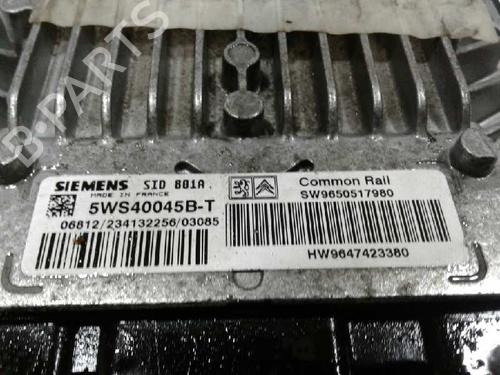 B-PARTS
SIEMENS SID 801A
MADE IN FRANCE
5WS40045B-T
06812/234132256/03085
Common Rail
SW9650517980
HW9647423380